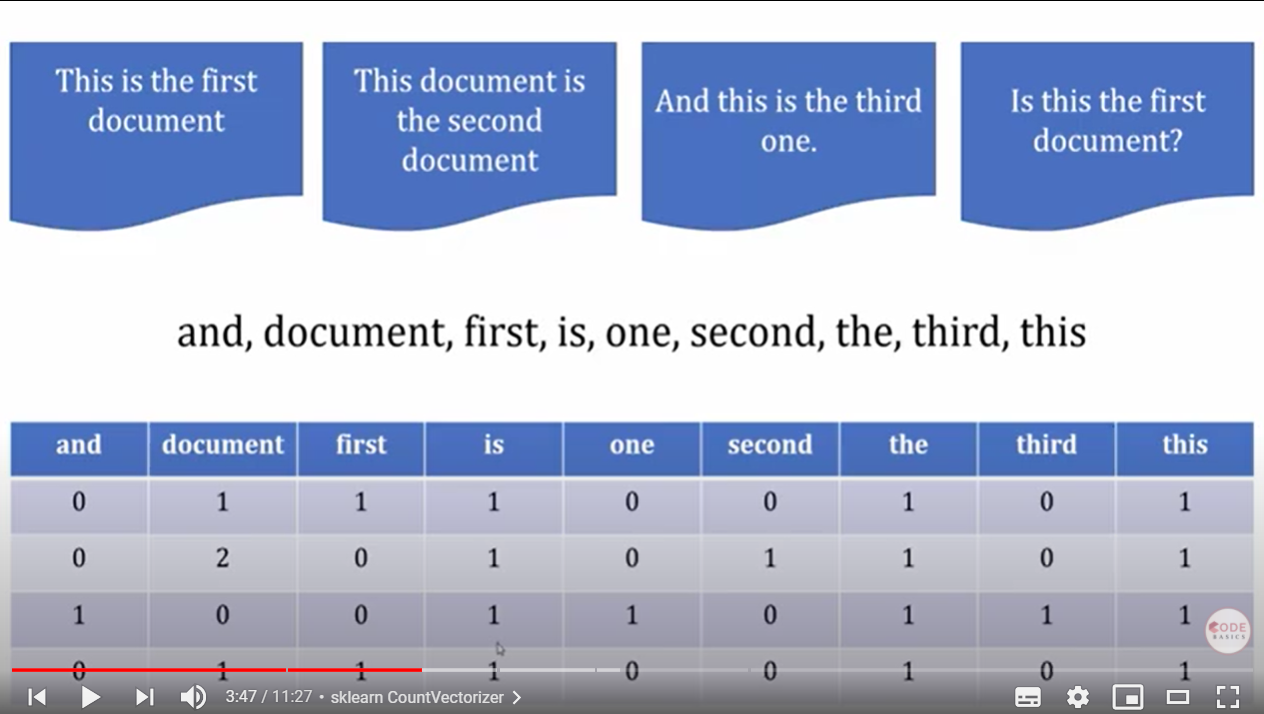 This is the first
document
This document is
the second
document
And this is the third
one.
Is this the first
document?
and, document, first, is, one, second, the, third, this
and document first is one second the third this
0 1 1 1 0 0 1 0 1
0 2 0 1 0 1 1 0 1
1 0 0 1 1 0 1 1 1
0 1 1 1 0 0 1 0 1
CODE
BASICS
3:47 / 11:27 • sklearn CountVectorizer